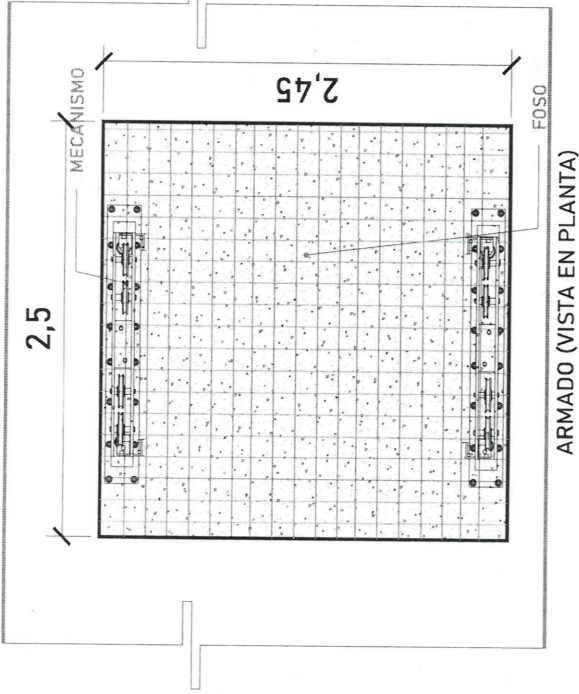 MECANISMO
2,5
2,45
FOSO
ARMADO (VISTA EN PLANTA)